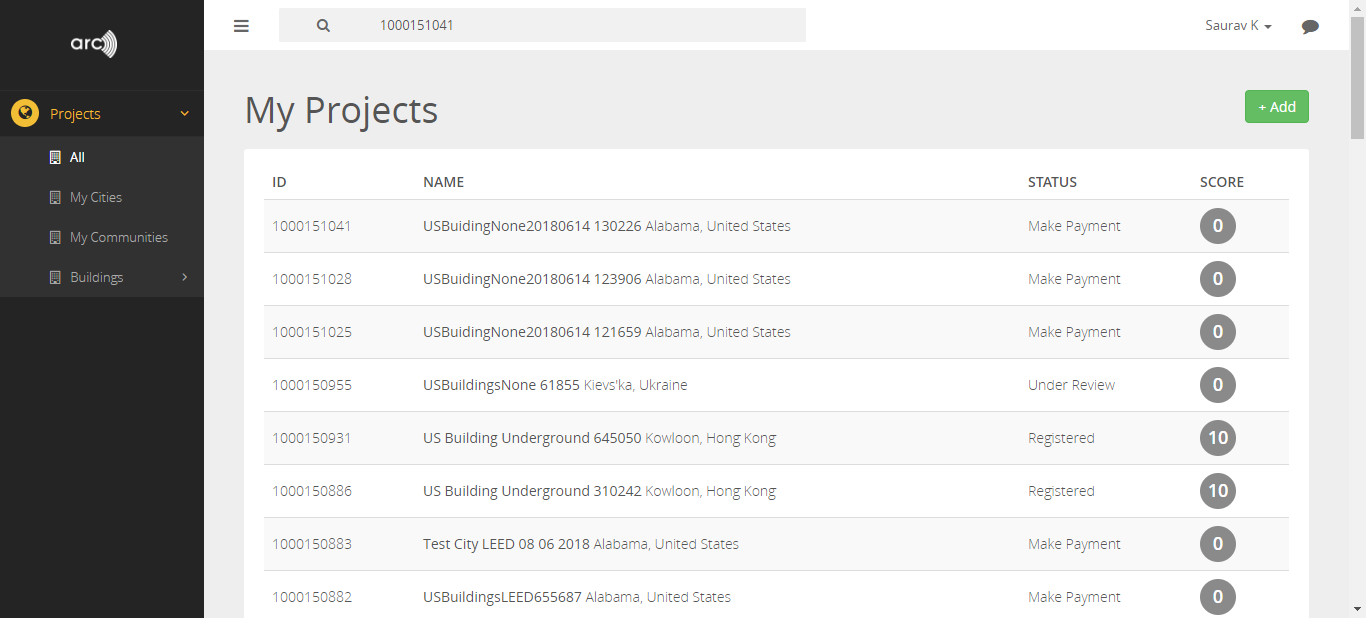 arc
1000151041
Saurav K
Projects
All
My Cities
My Communities
Buildings
My Projects
+ Add
ID NAME STATUS SCORE
1000151041 USBuidingNone20180614 130226 Alabama, United States Make Payment 0
1000151028 USBuidingNone20180614 123906 Alabama, United States Make Payment 0
1000151025 USBuidingNone20180614 121659 Alabama, United States Make Payment 0
1000150955 USBuildingsNone 61855 Kievs'ka, Ukraine Under Review 0
1000150931 US Building Underground 645050 Kowloon, Hong Kong Registered 10
1000150886 US Building Underground 310242 Kowloon, Hong Kong Registered 10
1000150883 Test City LEED 08 06 2018 Alabama, United States Make Payment 0
1000150882 USBuildingsLEED655687 Alabama, United States Make Payment 0